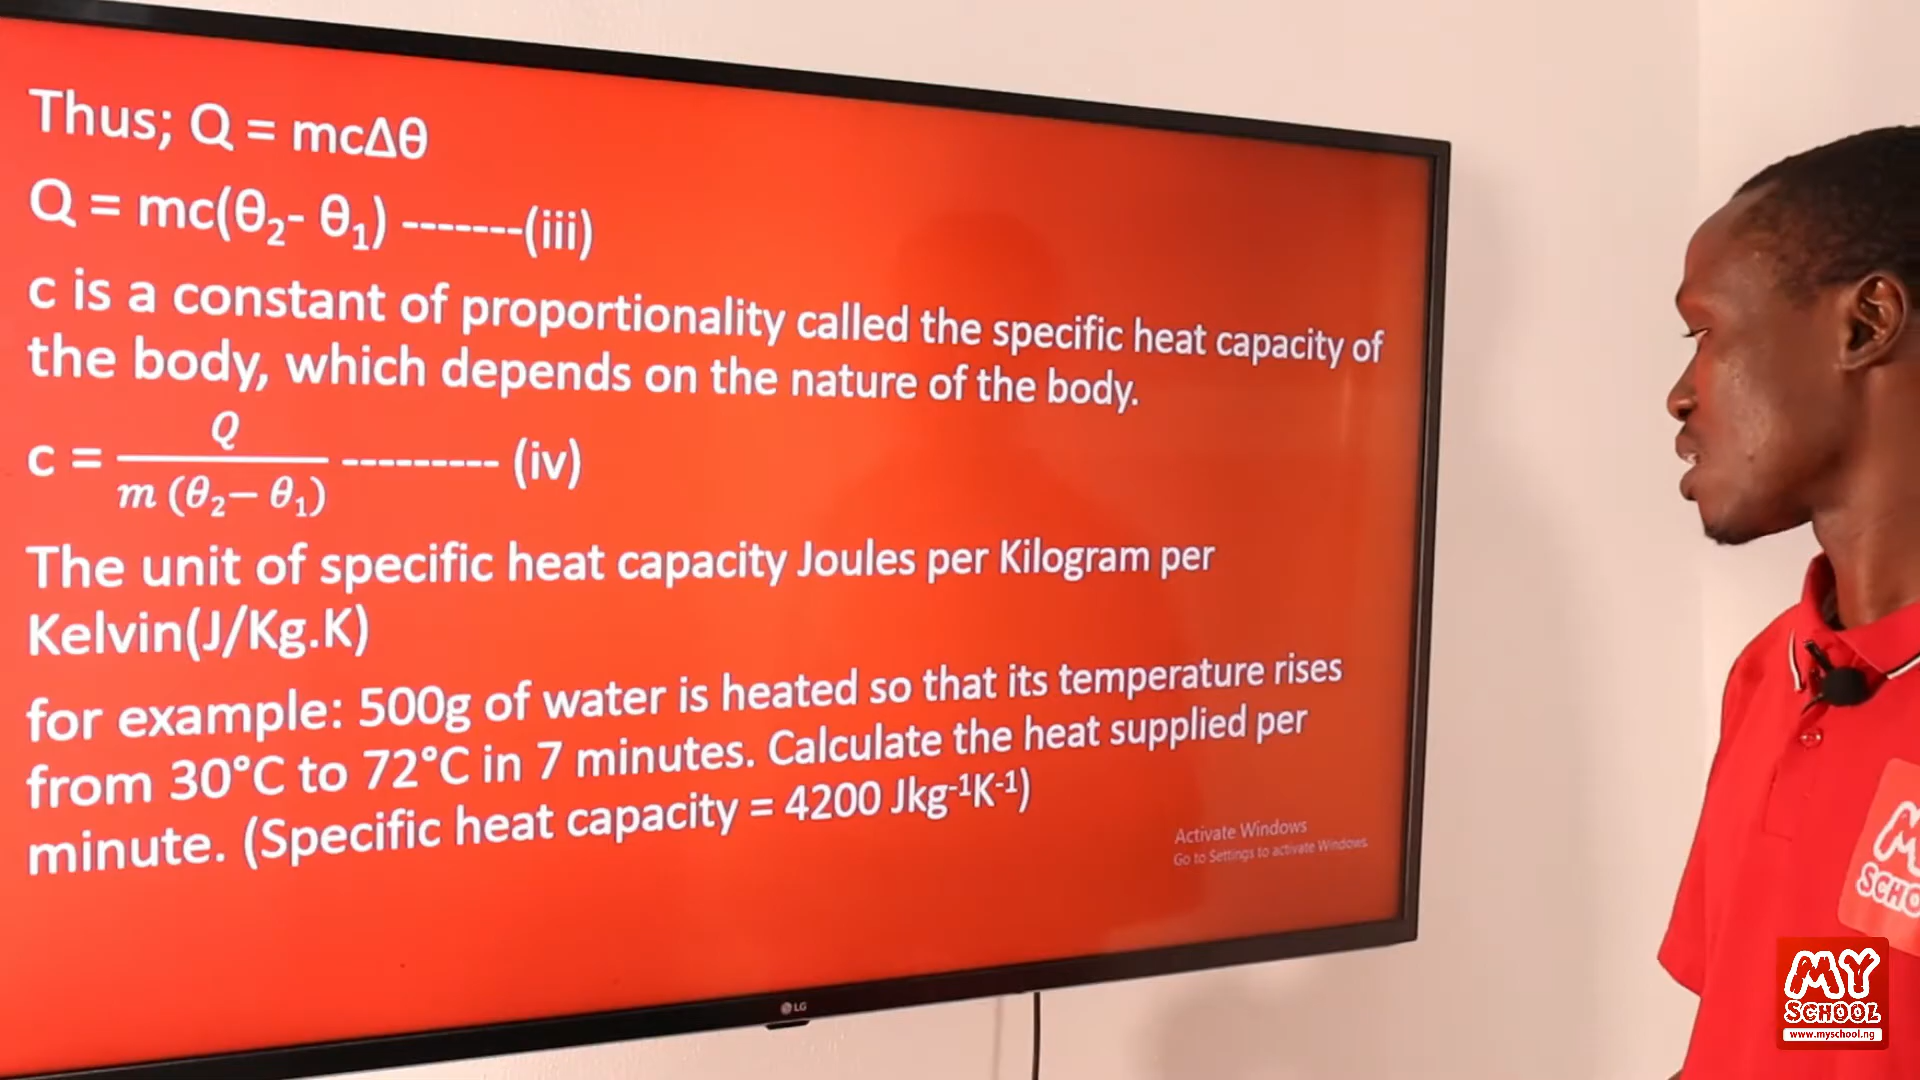 Thus; Q = mcΔθ
Q = mc(θ₂- θ₁) -------(iii)
c is a constant of proportionality called the specific heat capacity of
the body, which depends on the nature of the body.
c = Q / m (θ₂− θ₁) --------- (iv)
The unit of specific heat capacity Joules per Kilogram per
Kelvin(J/Kg.K)
for example: 500g of water is heated so that its temperature rises
from 30°C to 72°C in 7 minutes. Calculate the heat supplied per
minute. (Specific heat capacity = 4200 Jkg⁻¹K⁻¹)
Activate Windows
Go to Settings to activate Windows.
LG
MY
SCHOOL
www.myschool.ng